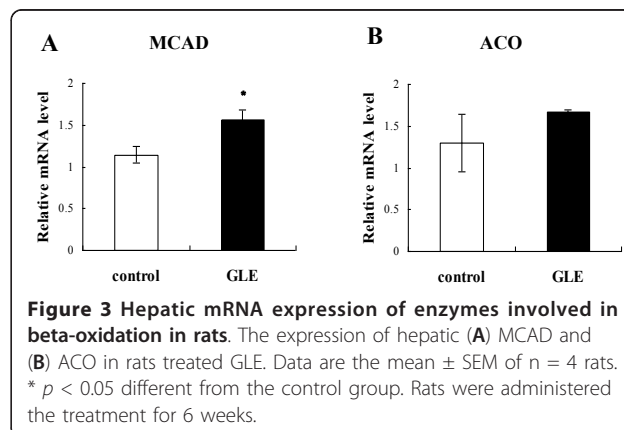 A
MCAD
Relative mRNA level
2
1.5
1
0.5
0
*
control
GLE
B
ACO
Relative mRNA level
2
1.5
1
0.5
0
control
GLE
Figure 3 Hepatic mRNA expression of enzymes involved in
beta-oxidation in rats. The expression of hepatic (A) MCAD and
(B) ACO in rats treated GLE. Data are the mean ± SEM of n = 4 rats.
* p < 0.05 different from the control group. Rats were administered
the treatment for 6 weeks.